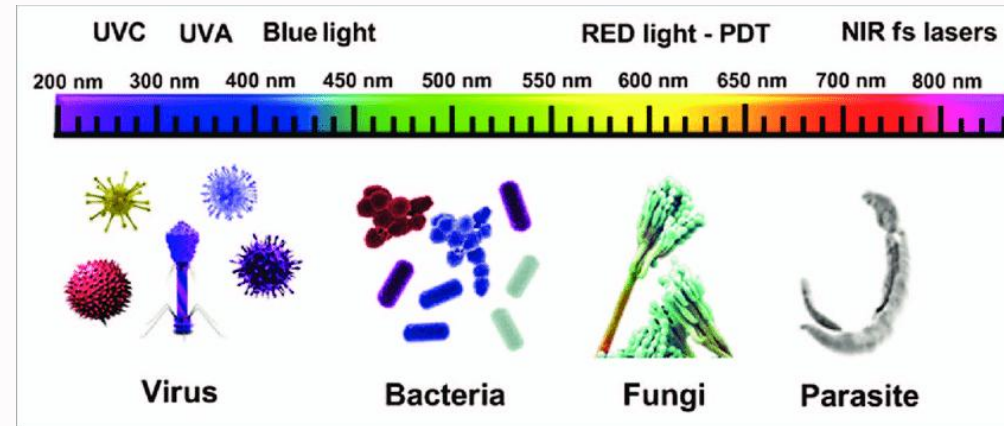 UVC UVA Blue light RED light - PDT NIR fs lasers
200 nm 300 nm 400 nm 450 nm 500 nm 550 nm 600 nm 650 nm 700 nm 800 nm
Virus Bacteria Fungi Parasite